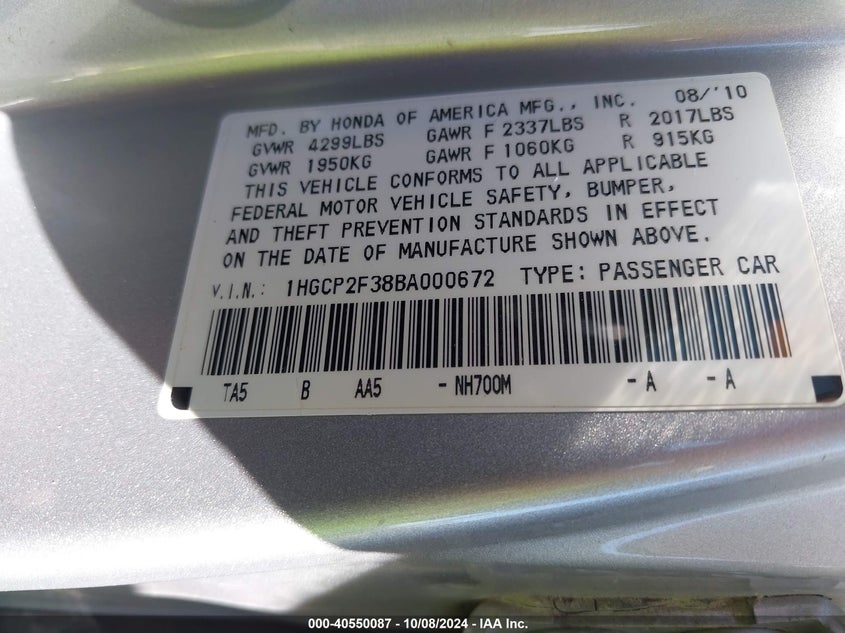 MFD. BY HONDA OF AMERICA MFG., INC. 08/'10
GVWR 4299LBS GAWR F 2337LBS R 2017LBS
GVWR 1950KG GAWR F 1060KG R 915KG
THIS VEHICLE CONFORMS TO ALL APPLICABLE
FEDERAL MOTOR VEHICLE SAFETY, BUMPER,
AND THEFT PREVENTION STANDARDS IN EFFECT
ON THE DATE OF MANUFACTURE SHOWN ABOVE.
V.I.N.: 1HGCP2F38BA000672 TYPE: PASSENGER CAR
TA5 B AA5 -NH700M -A -A
000-40550087 - 10/08/2024 - IAA Inc.